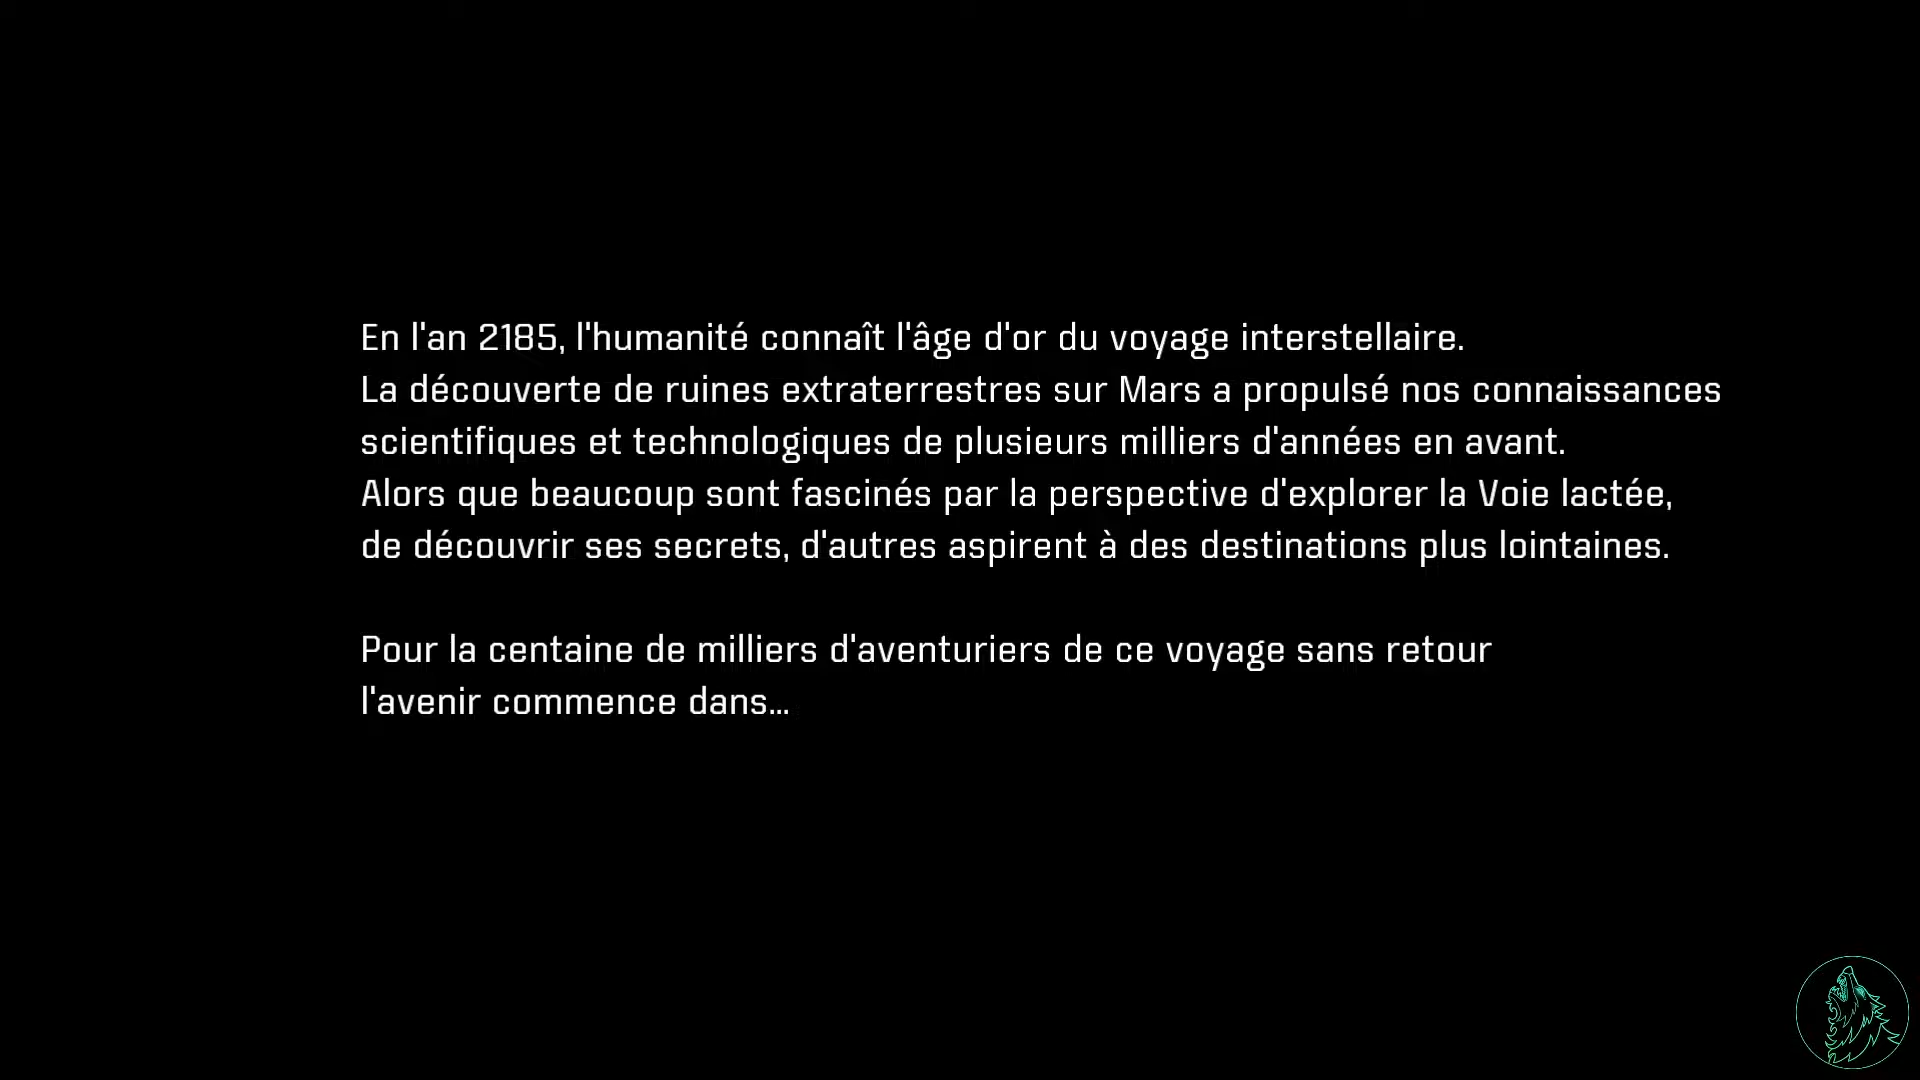 En l'an 2185, l'humanité connaît l'âge d'or du voyage interstellaire.
La découverte de ruines extraterrestres sur Mars a propulsé nos connaissances
scientifiques et technologiques de plusieurs milliers d'années en avant.
Alors que beaucoup sont fascinés par la perspective d'explorer la Voie lactée,
de découvrir ses secrets, d'autres aspirent à des destinations plus lointaines.
Pour la centaine de milliers d'aventuriers de ce voyage sans retour
l'avenir commence dans...